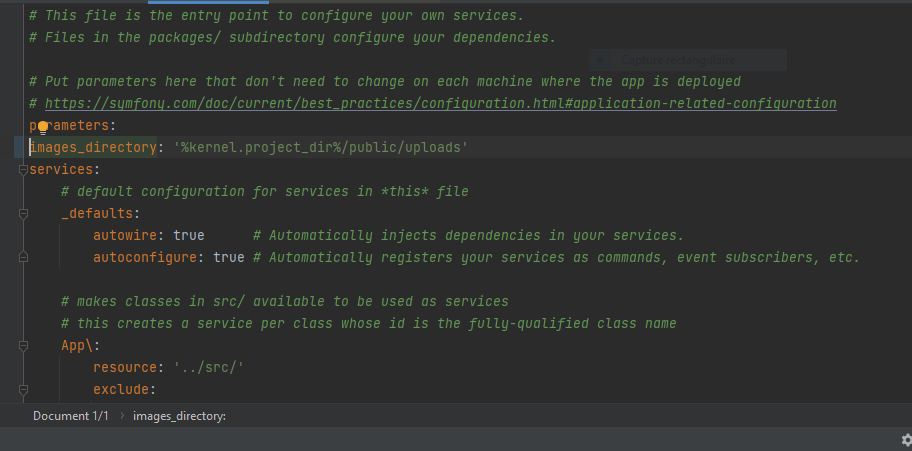 # This file is the entry point to configure your own services.
# Files in the packages/ subdirectory configure your dependencies.
Capture rectangulaire
# Put parameters here that don't need to change on each machine where the app is deployed
# https://symfony.com/doc/current/best_practices/configuration.html#application-related-configuration
parameters:
images_directory: '%kernel.project_dir%/public/uploads'
services:
    # default configuration for services in *this* file
    _defaults:
        autowire: true      # Automatically injects dependencies in your services.
        autoconfigure: true # Automatically registers your services as commands, event subscribers, etc.
    # makes classes in src/ available to be used as services
    # this creates a service per class whose id is the fully-qualified class name
    App\:
        resource: '../src/'
        exclude:
Document 1/1 › images_directory: